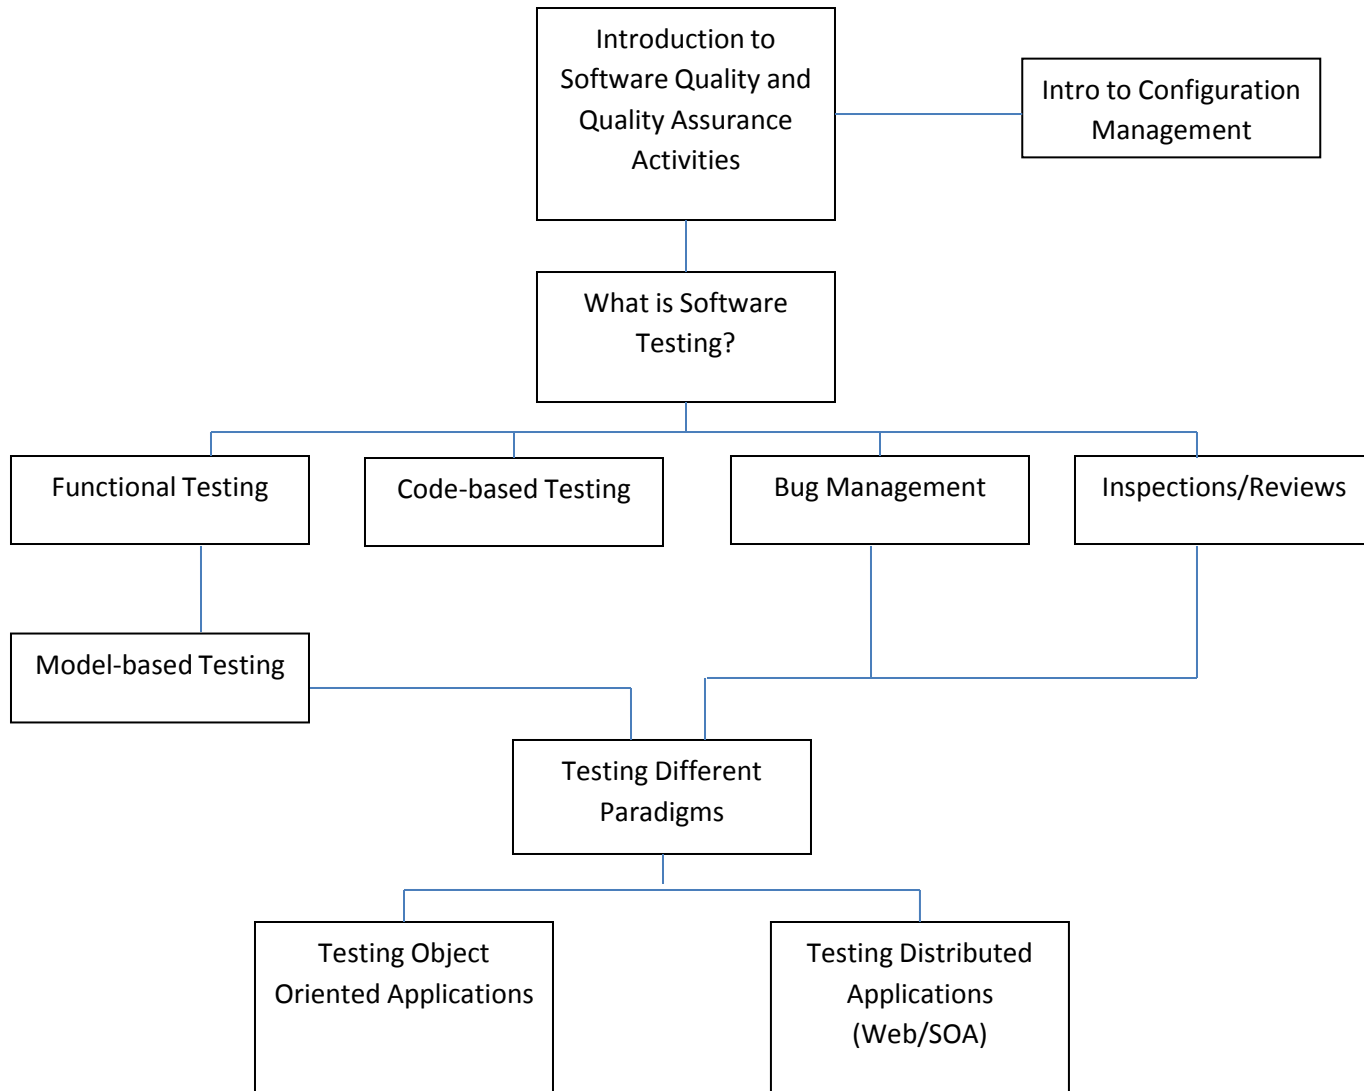 Introduction to
Software Quality and
Quality Assurance
Activities
Intro to Configuration
Management
What is Software
Testing?
Functional Testing
Code-based Testing
Bug Management
Inspections/Reviews
Model-based Testing
Testing Different
Paradigms
Testing Object
Oriented Applications
Testing Distributed
Applications
(Web/SOA)